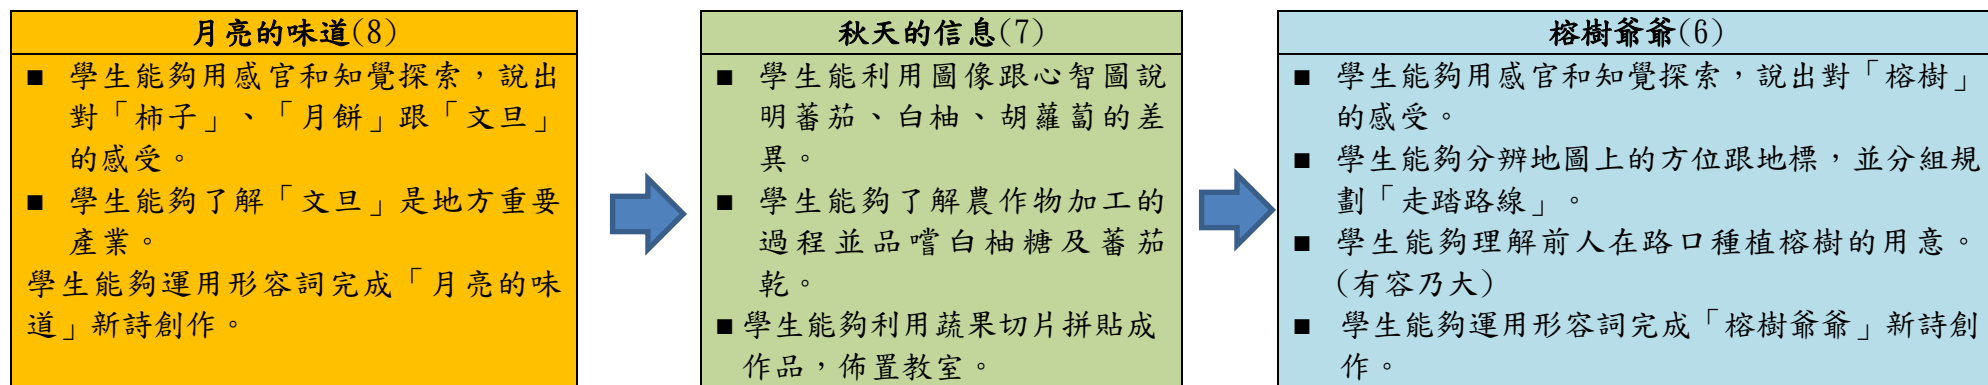 月亮的味道(8)
■ 學生能夠用感官和知覺探索，說出
對「柿子」、「月餅」跟「文旦」
的感受。
■ 學生能夠了解「文旦」是地方重要
產業。
學生能夠運用形容詞完成「月亮的味
道」新詩創作。
秋天的信息(7)
■ 學生能利用圖像跟心智圖說
明蕃茄、白柚、胡蘿蔔的差
異。
■ 學生能夠了解農作物加工的
過程並品嚐白柚糖及蕃茄
乾。
■學生能夠利用蔬果切片拼貼成
作品，佈置教室。
榕樹爺爺(6)
■ 學生能夠用感官和知覺探索，說出對「榕樹」
的感受。
■ 學生能夠分辨地圖上的方位跟地標，並分組規
劃「走踏路線」。
■ 學生能夠理解前人在路口種植榕樹的用意。
(有容乃大)
■ 學生能夠運用形容詞完成「榕樹爺爺」新詩創
作。